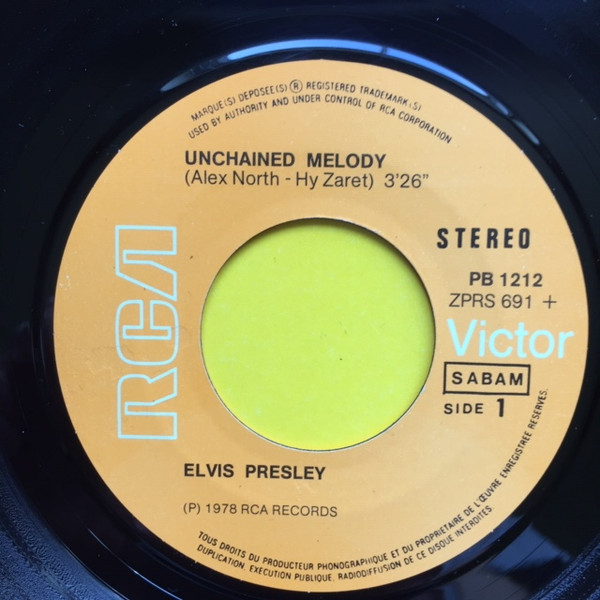 MARQUE(S) DEPOSEE(S) ® REGISTERED TRADEMARK(S)
USED BY AUTHORITY AND UNDER CONTROL OF RCA CORPORATION
UNCHAINED MELODY
(Alex North - Hy Zaret) 3'26"
STEREO
PB 1212
ZPRS 691 +
RCA
Victor
SABAM
SIDE 1
ELVIS PRESLEY
(P) 1978 RCA RECORDS
TOUS DROITS DU PRODUCTEUR PHONOGRAPHIQUE ET DU PROPRIETAIRE DE L'ŒUVRE ENREGISTREE RESERVES.
DUPLICATION, EXECUTION PUBLIQUE, RADIODIFFUSION DE CE DISQUE INTERDITES.